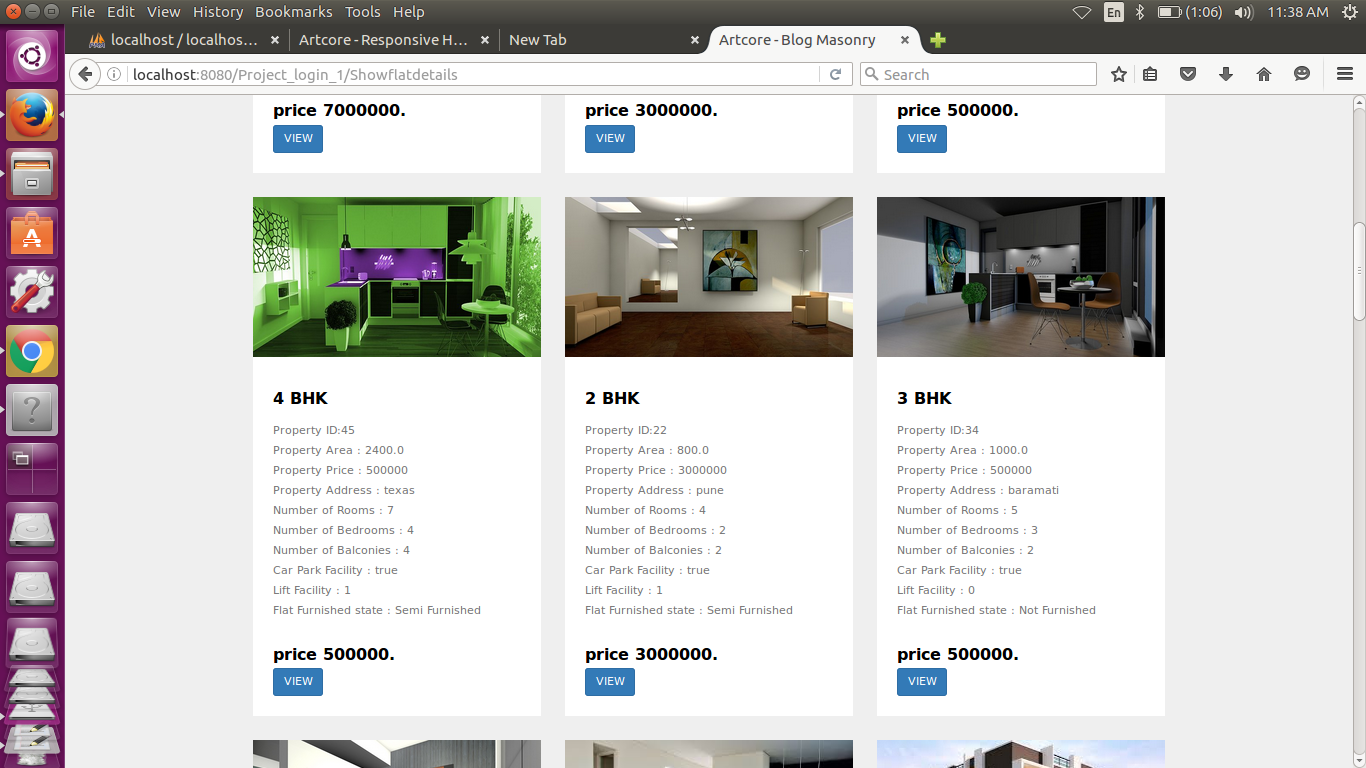 File Edit View History Bookmarks Tools Help
En (1:06) 11:38 AM
localhost / localhos... Artcore - Responsive H... New Tab Artcore - Blog Masonry
localhost:8080/Project_login_1/Showflatdetails Search
price 7000000. price 3000000. price 500000.
VIEW VIEW VIEW
4 BHK
Property ID:45
Property Area : 2400.0
Property Price : 500000
Property Address : texas
Number of Rooms : 7
Number of Bedrooms : 4
Number of Balconies : 4
Car Park Facility : true
Lift Facility : 1
Flat Furnished state : Semi Furnished
price 500000.
VIEW
2 BHK
Property ID:22
Property Area : 800.0
Property Price : 3000000
Property Address : pune
Number of Rooms : 4
Number of Bedrooms : 2
Number of Balconies : 2
Car Park Facility : true
Lift Facility : 1
Flat Furnished state : Semi Furnished
price 3000000.
VIEW
3 BHK
Property ID:34
Property Area : 1000.0
Property Price : 500000
Property Address : baramati
Number of Rooms : 5
Number of Bedrooms : 3
Number of Balconies : 2
Car Park Facility : true
Lift Facility : 0
Flat Furnished state : Not Furnished
price 500000.
VIEW